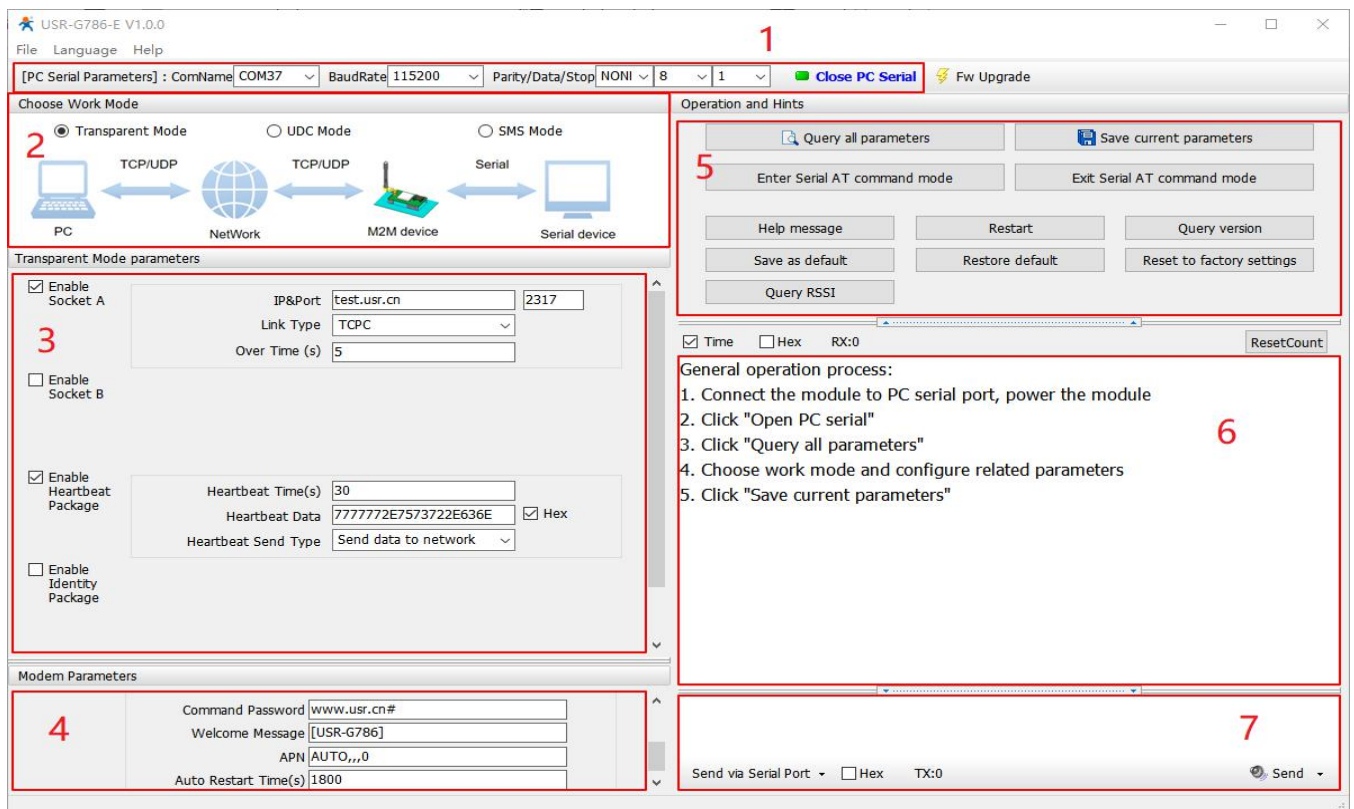 USR-G786-E V1.0.0
File Language Help
1
[PC Serial Parameters] : ComName COM37 BaudRate 115200 Parity/Data/Stop NONI 8 1 Close PC Serial Fw Upgrade
Choose Work Mode
2
Transparent Mode UDC Mode SMS Mode
TCP/UDP TCP/UDP Serial
PC NetWork M2M device Serial device
Transparent Mode parameters
3
Enable
Socket A
IP&Port test.usr.cn 2317
Link Type TCPC
Over Time (s) 5
Enable
Socket B
Enable
Heartbeat
Package
Heartbeat Time(s) 30
Heartbeat Data 7777772E7573722E636E Hex
Heartbeat Send Type Send data to network
Enable
Identity
Package
Modem Parameters
4
Command Password www.usr.cn#
Welcome Message [USR-G786]
APN AUTO,,,0
Auto Restart Time(s) 1800
Operation and Hints
5
Query all parameters Save current parameters
Enter Serial AT command mode Exit Serial AT command mode
Help message Restart Query version
Save as default Restore default Reset to factory settings
Query RSSI
Time Hex RX:0 ResetCount
General operation process:
1. Connect the module to PC serial port, power the module
2. Click "Open PC serial"
3. Click "Query all parameters"
4. Choose work mode and configure related parameters
5. Click "Save current parameters"
6
7
Send via Serial Port Hex TX:0 Send